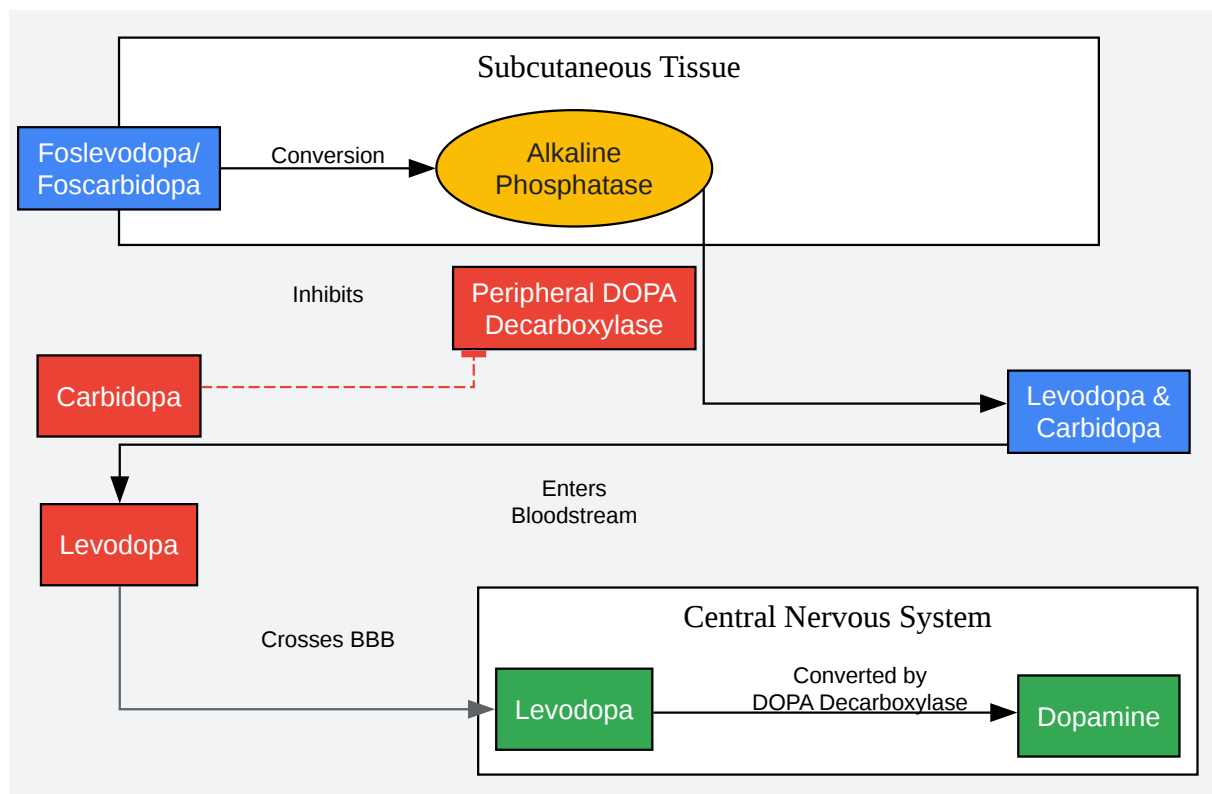 Subcutaneous Tissue
Foslevodopa/
Foscarbidopa
Conversion
Alkaline
Phosphatase
Inhibits
Peripheral DOPA
Decarboxylase
Carbidopa
Levodopa &
Carbidopa
Enters
Bloodstream
Levodopa
Crosses BBB
Central Nervous System
Levodopa
Converted by
DOPA Decarboxylase
Dopamine